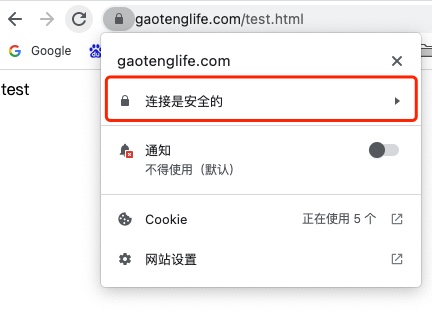 gaotenglife.com/test.html
Google
test
gaotenglife.com
连接是安全的
通知
不得使用（默认）
Cookie
正在使用 5 个
网站设置